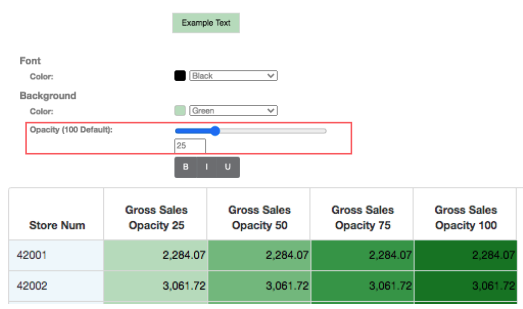 Example Text
Font
Color: Black
Background
Color: Green
Opacity (100 Default):
25
B I U
Store Num Gross Sales Opacity 25 Gross Sales Opacity 50 Gross Sales Opacity 75 Gross Sales Opacity 100
42001 2,284.07 2,284.07 2,284.07 2,284.07
42002 3,061.72 3,061.72 3,061.72 3,061.72